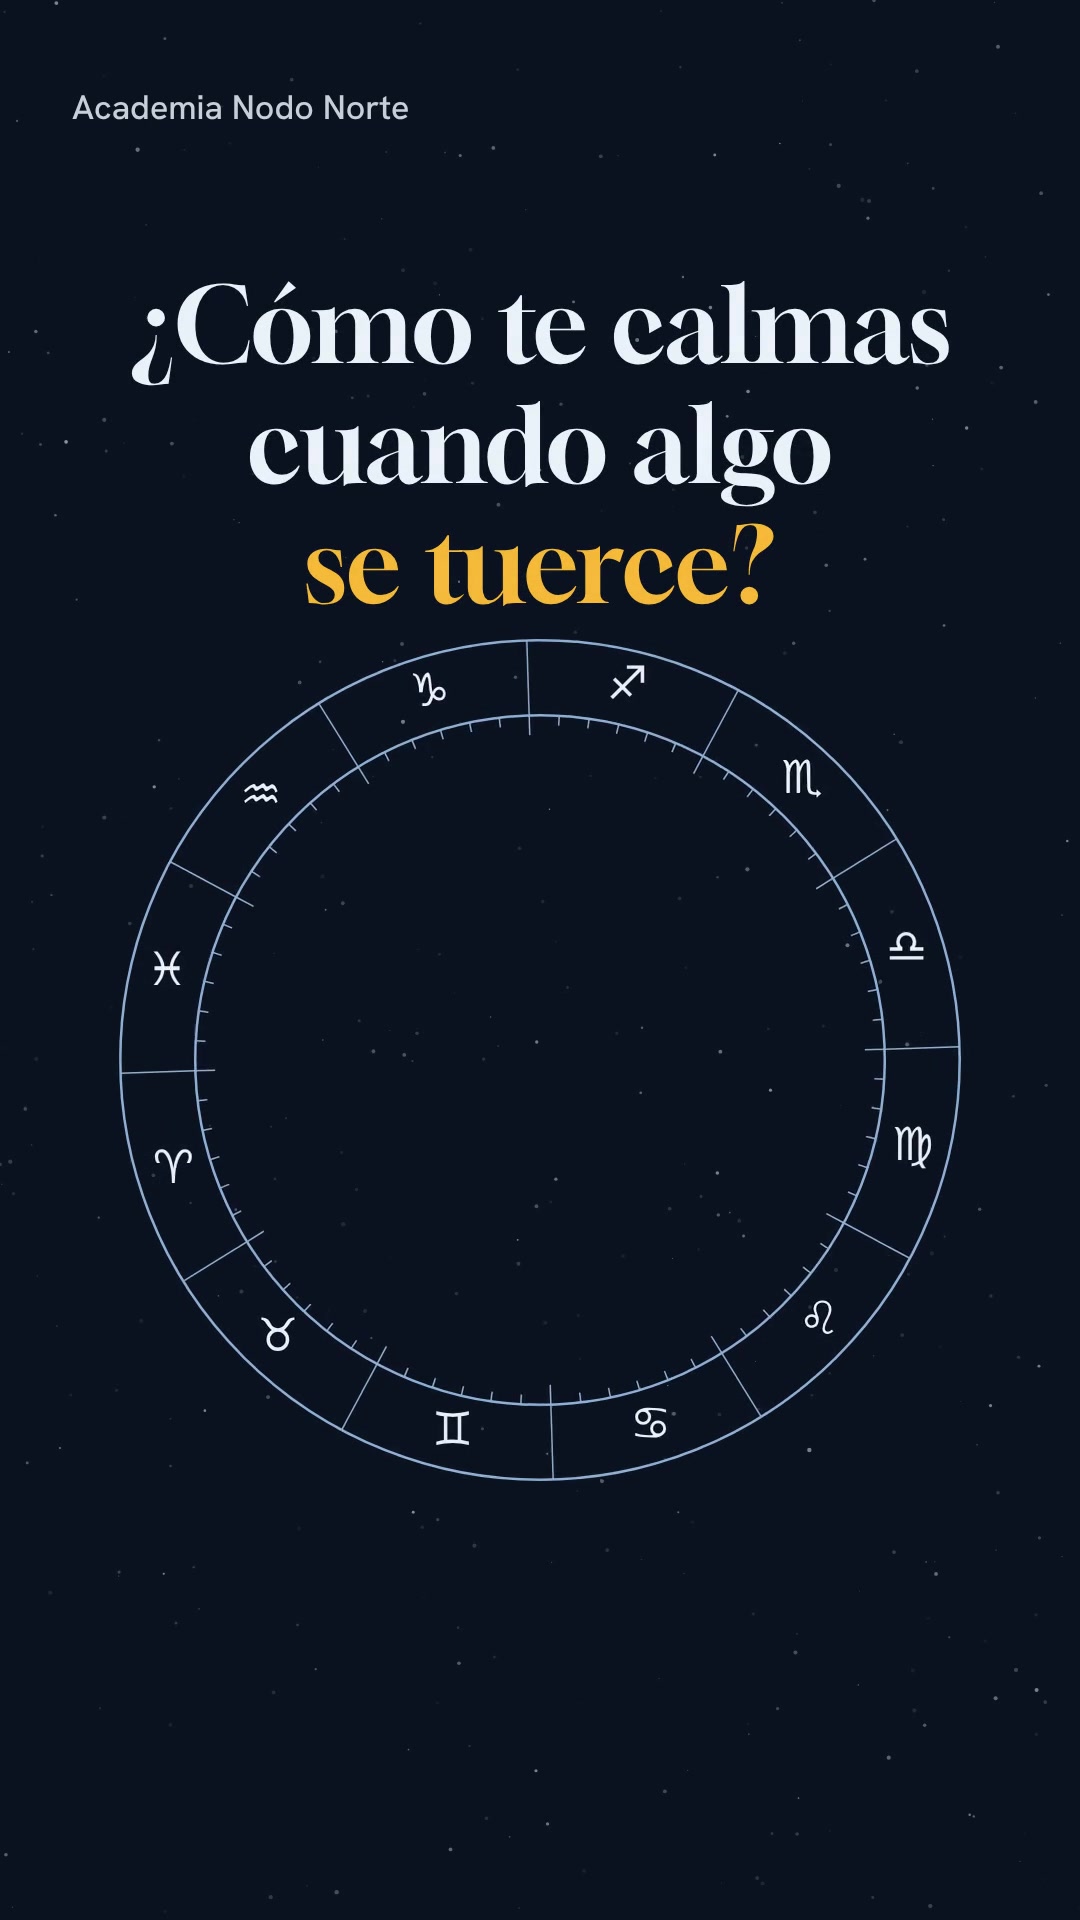 Academia Nodo Norte
¿Cómo te calmas
cuando algo
se tuerce?
♑ ♐
♒ ♏
♓ ♎
♈ ♍
♉ ♌
♊ ♋